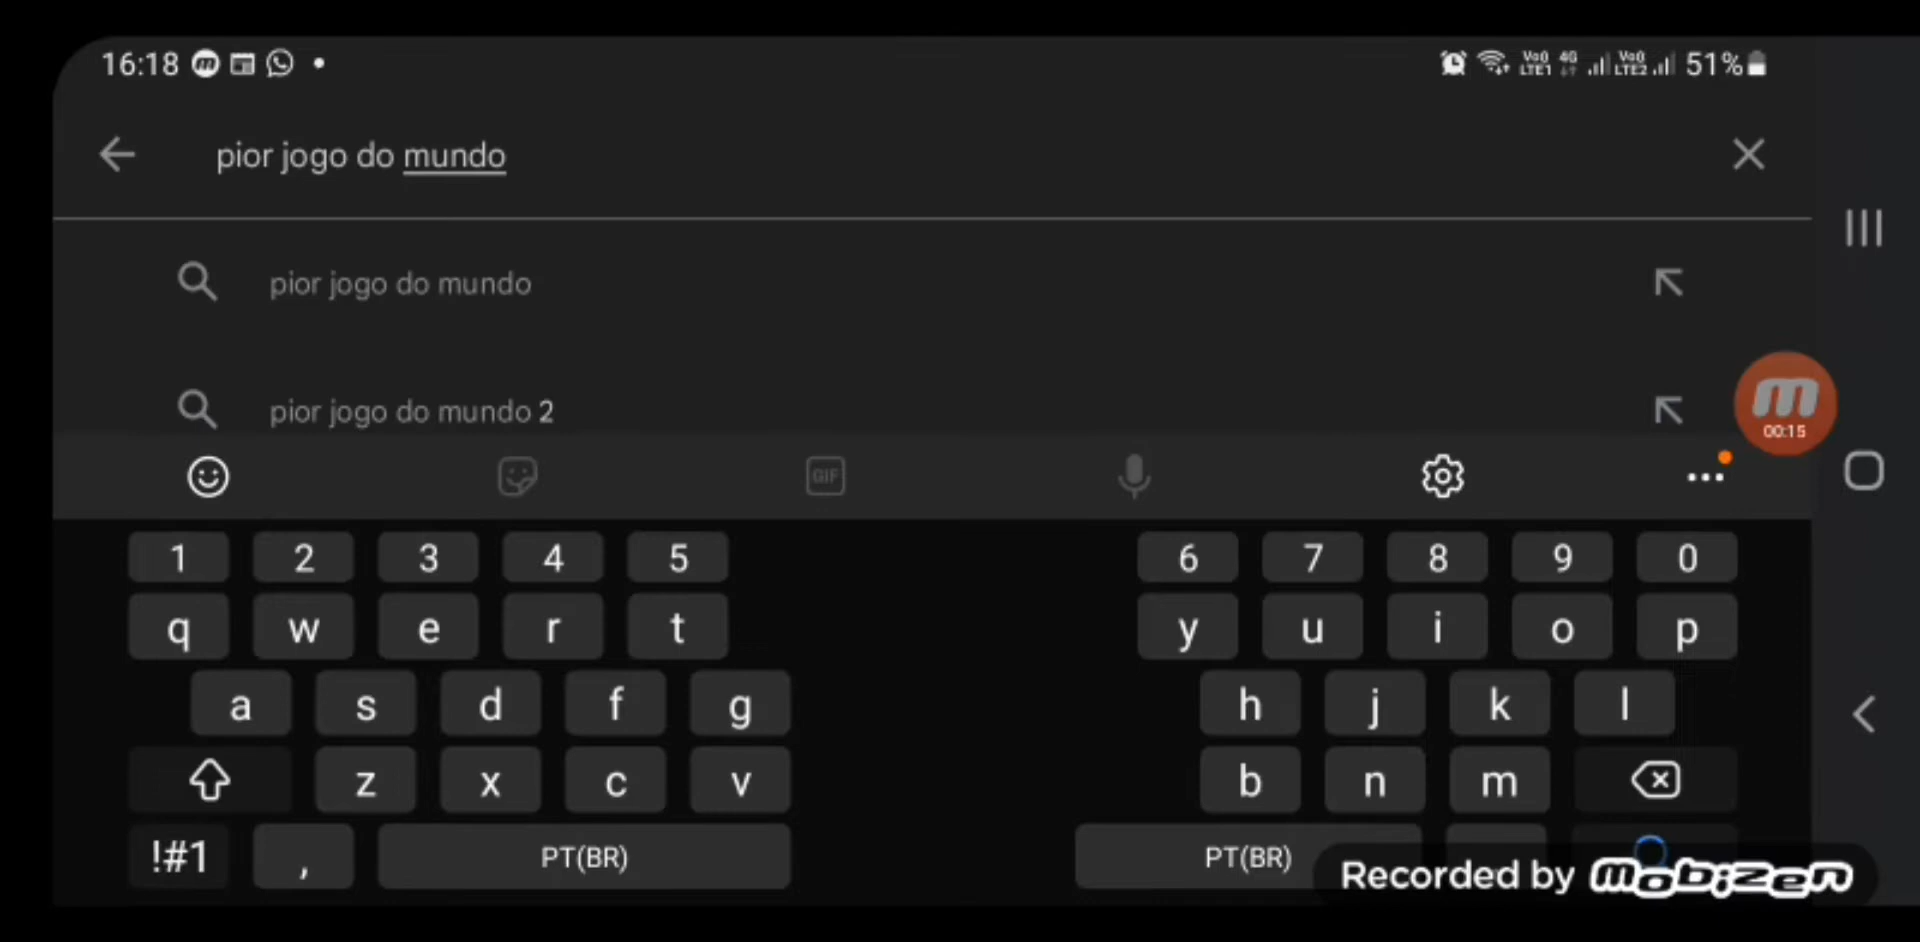 16:18 51%
pior jogo do mundo
pior jogo do mundo
pior jogo do mundo 2
00:15
GIF
1 2 3 4 5 6 7 8 9 0
q w e r t y u i o p
a s d f g h j k l
z x c v b n m
!#1 , PT(BR) PT(BR)
Recorded by mobizen